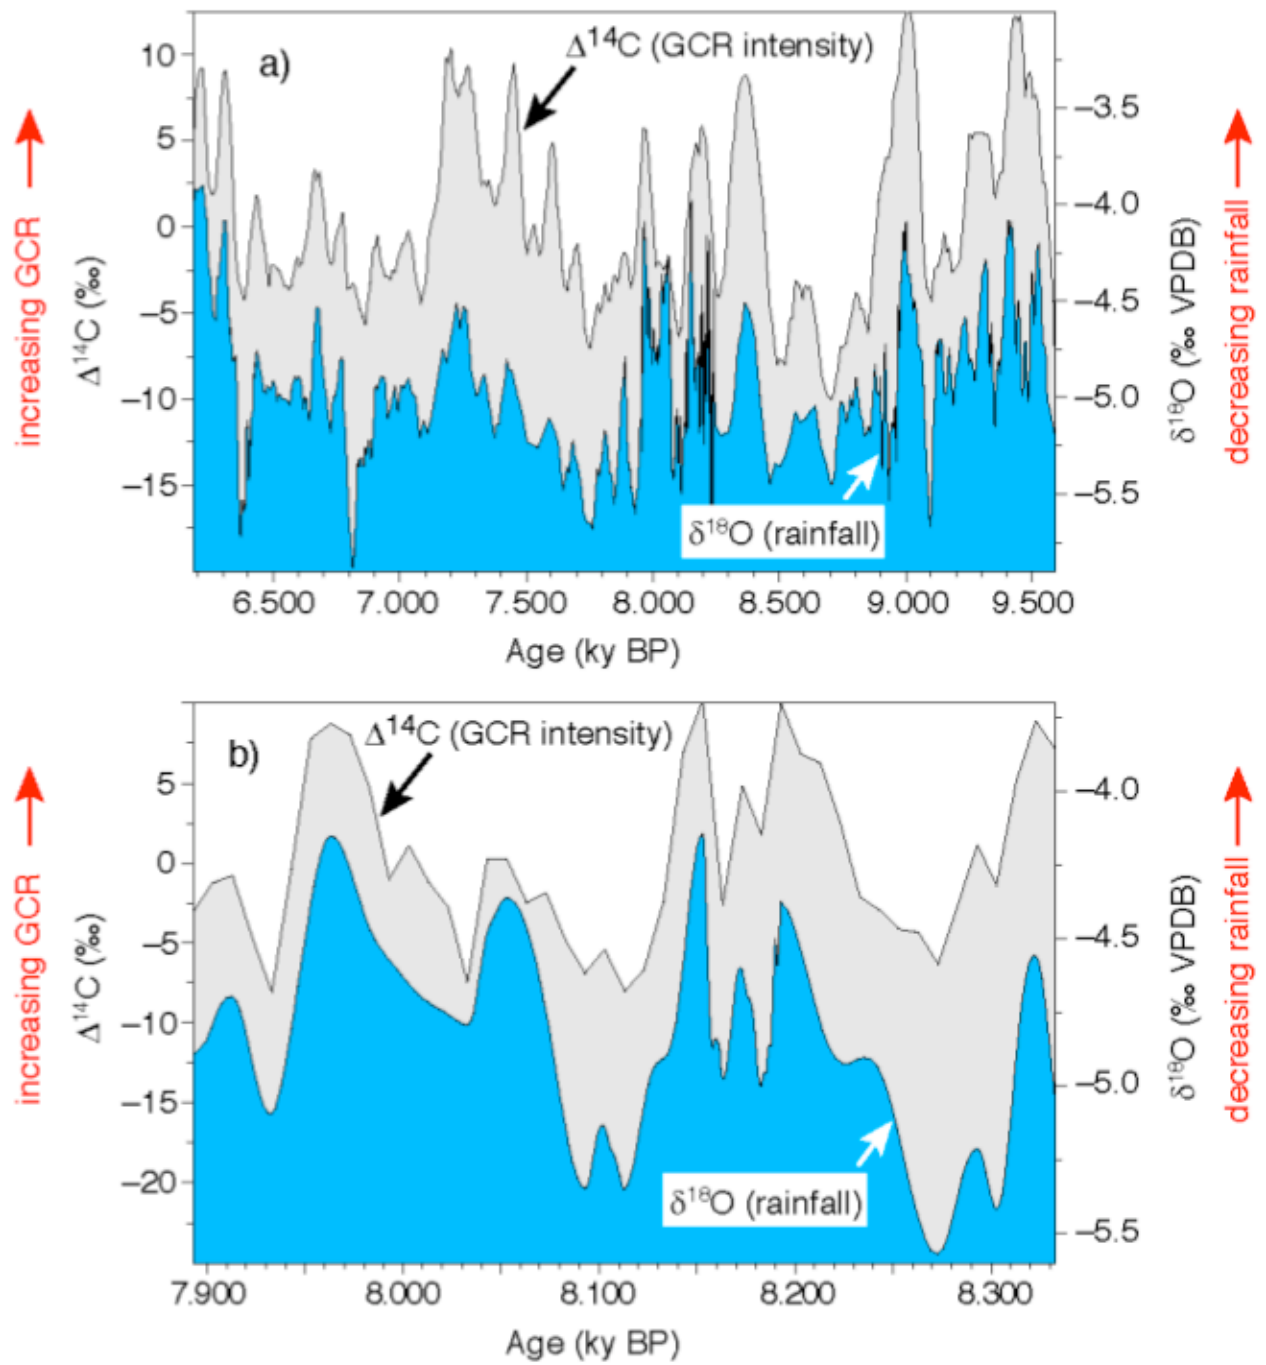 a)
Δ¹⁴C (GCR intensity)
increasing GCR
Δ¹⁴C (‰)
10
5
0
−5
−10
−15
−3.5
−4.0
−4.5
−5.0
−5.5
δ¹⁸O (‰ VPDB)
decreasing rainfall
δ¹⁸O (rainfall)
6.500 7.000 7.500 8.000 8.500 9.000 9.500
Age (ky BP)
b)
Δ¹⁴C (GCR intensity)
increasing GCR
Δ¹⁴C (‰)
5
0
−5
−10
−15
−20
−4.0
−4.5
−5.0
−5.5
δ¹⁸O (‰ VPDB)
decreasing rainfall
δ¹⁸O (rainfall)
7.900 8.000 8.100 8.200 8.300
Age (ky BP)